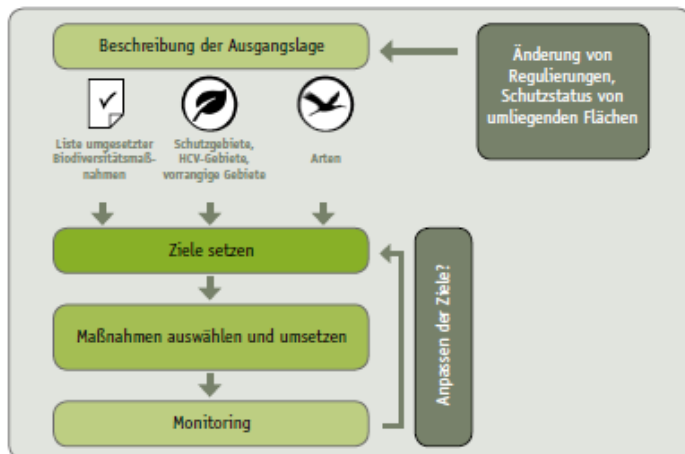 Beschreibung der Ausgangslage
Änderung von
Regulierungen,
Schutzstatus von
umliegenden Flächen
Liste umgesetzter
Biodiversitätsmaß-
nahmen
Schutzgebiete,
HCV-Gebiete,
vorrangige Gebiete
Arten
Ziele setzen
Maßnahmen auswählen und umsetzen
Monitoring
Anpassen der Ziele?